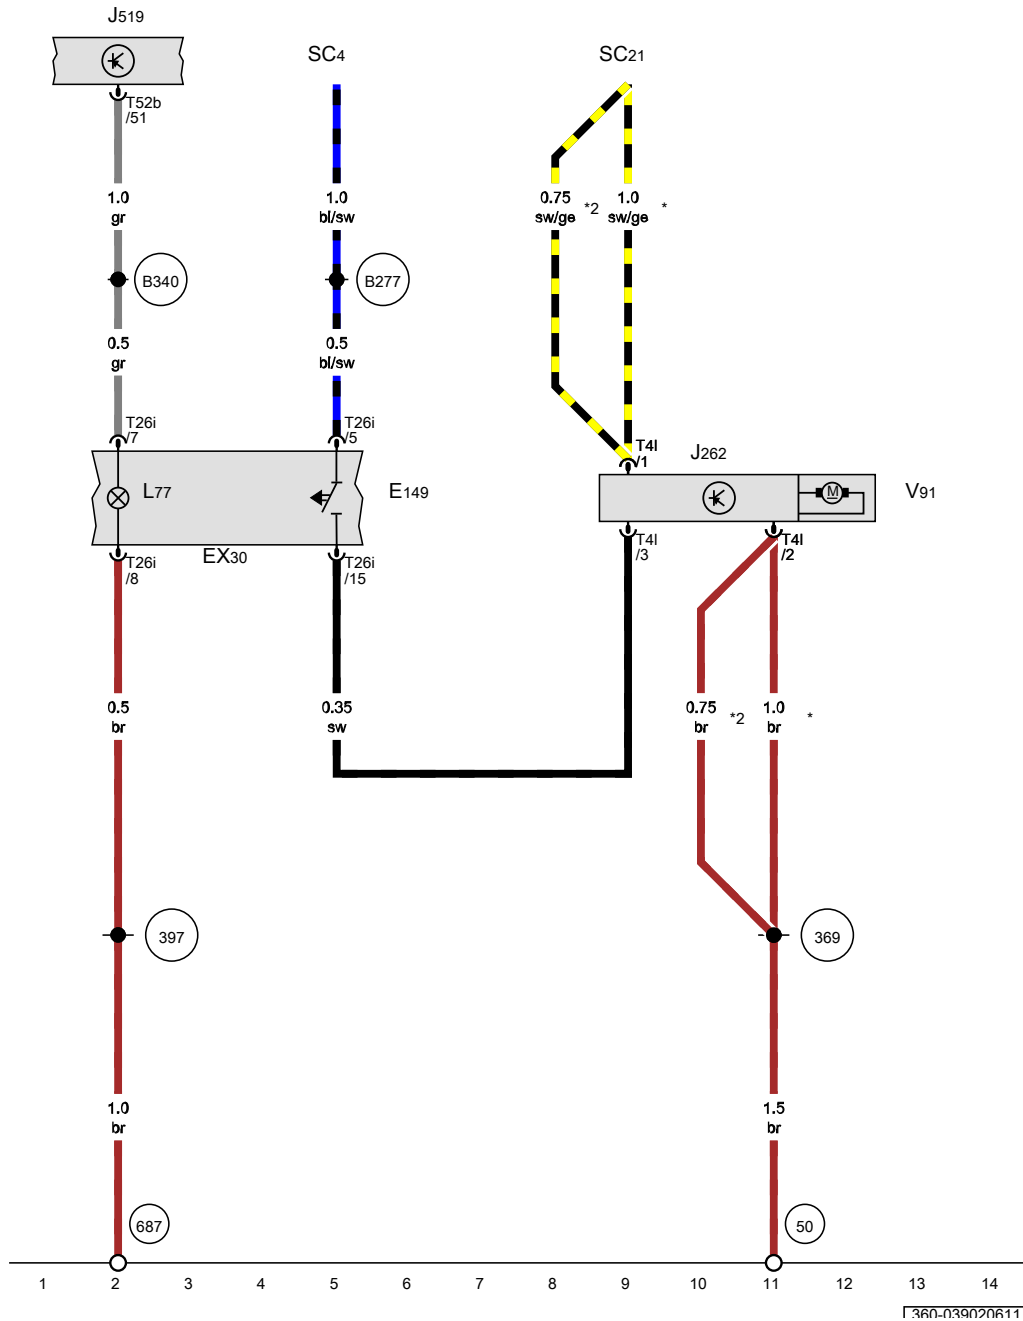 J519
SC4
SC21
T52b
/51
1.0
gr
1.0
bl/sw
0.75
sw/ge
*2
1.0
sw/ge
*
B340
B277
0.5
gr
0.5
bl/sw
T26i
/7
T26i
/5
T4l
/1
J262
L77
E149
V91
M
EX30
T26i
/8
T26i
/15
T4l
/3
T4l
/2
0.5
br
0.35
sw
0.75
br
*2
1.0
br
*
397
369
1.0
br
1.5
br
687
50
1 2 3 4 5 6 7 8 9 10 11 12 13 14
360-039020611